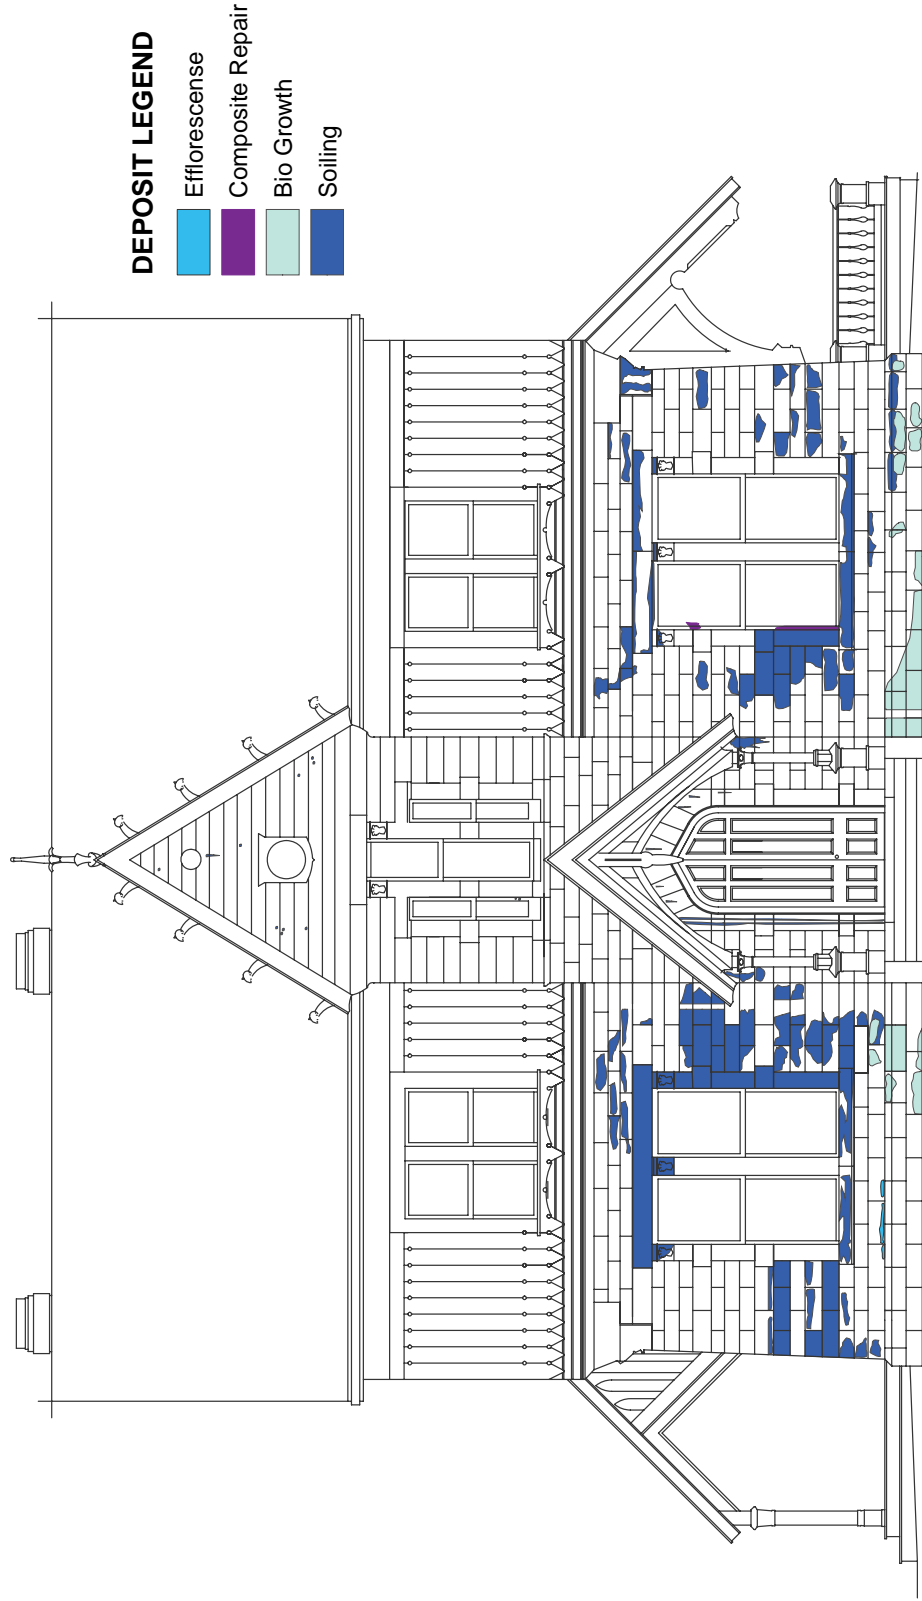 DEPOSIT LEGEND
Efflorescense
Composite Repair
Bio Growth
Soiling